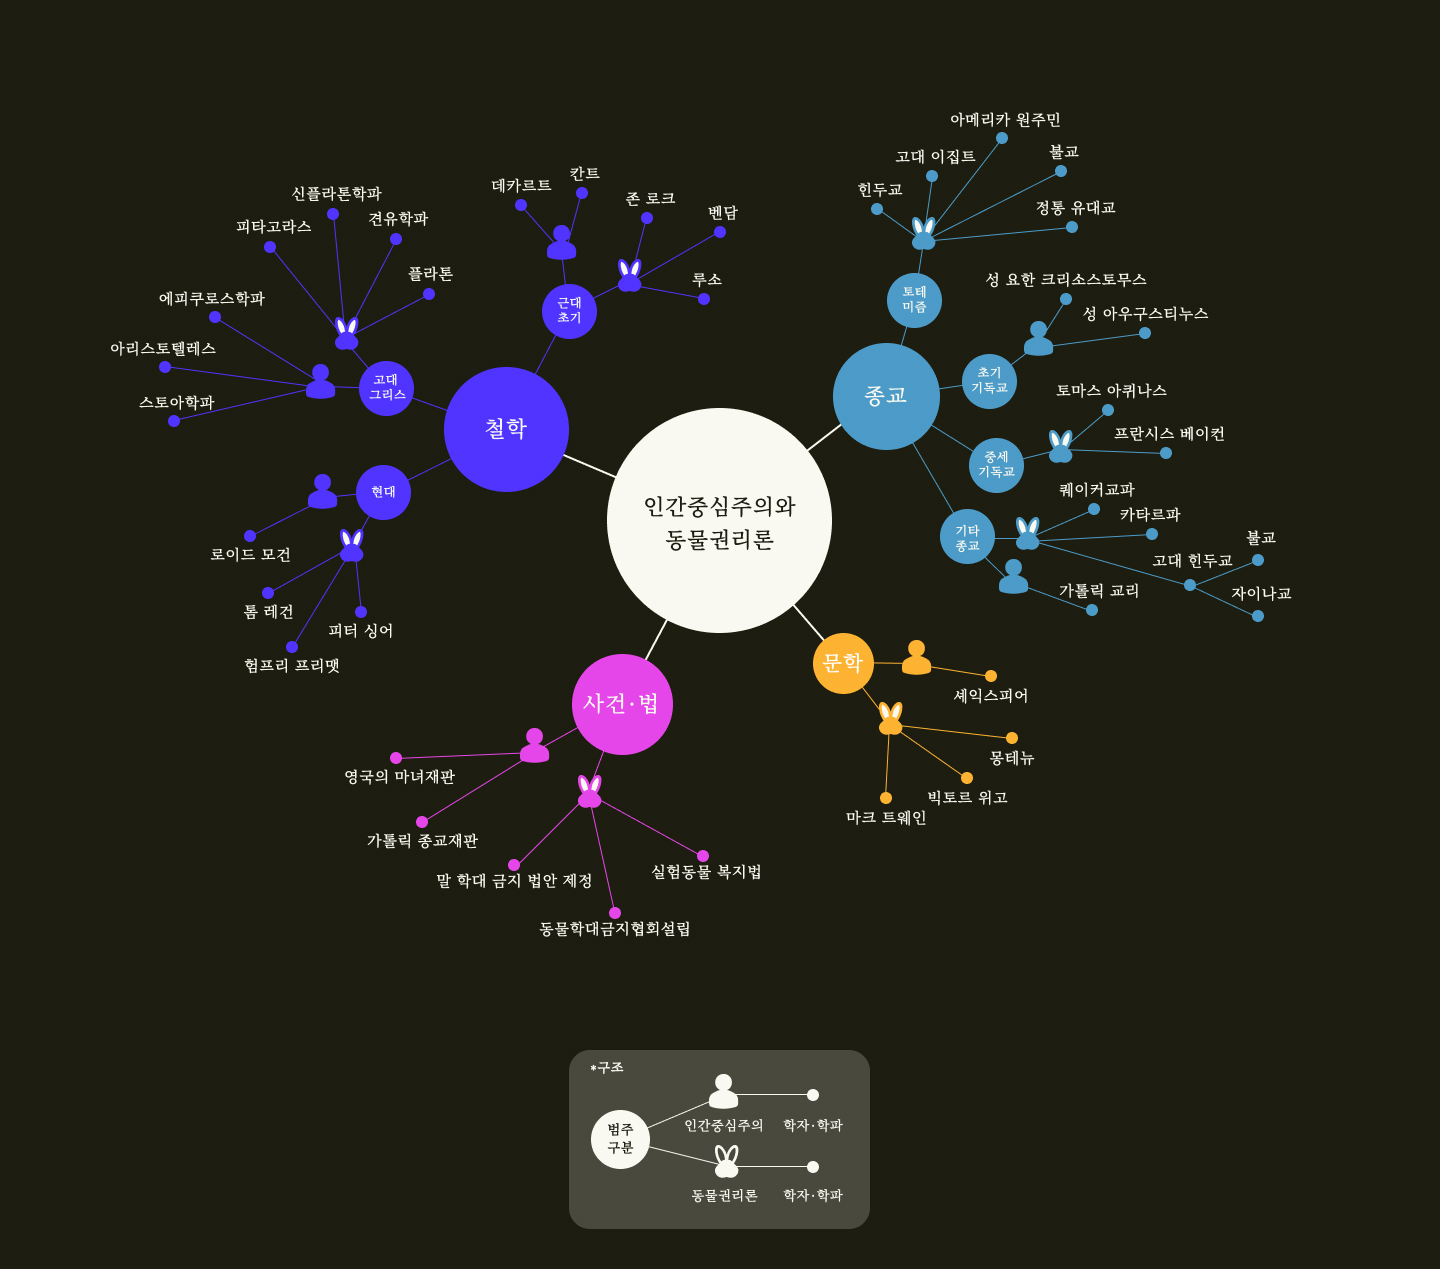 인간중심주의와
동물권리론
철학
근대
초기
데카르트
칸트
존 로크
벤담
루소
고대
그리스
신플라톤학파
피타고라스
견유학파
플라톤
에피쿠로스학파
아리스토텔레스
스토아학파
현대
로이드 모건
톰 레건
피터 싱어
험프리 프리맷
종교
토테
미즘
아메리카 원주민
고대 이집트
불교
힌두교
정통 유대교
초기
기독교
성 요한 크리소스토무스
성 아우구스티누스
중세
기독교
토마스 아퀴나스
프란시스 베이컨
기타
종교
퀘이커교파
카타르파
고대 힌두교
불교
자이나교
가톨릭 교리
문학
셰익스피어
몽테뉴
빅토르 위고
마크 트웨인
사건·법
영국의 마녀재판
가톨릭 종교재판
말 학대 금지 법안 제정
실험동물 복지법
동물학대금지협회설립
*구조
범주
구분
인간중심주의
학자·학파
동물권리론
학자·학파